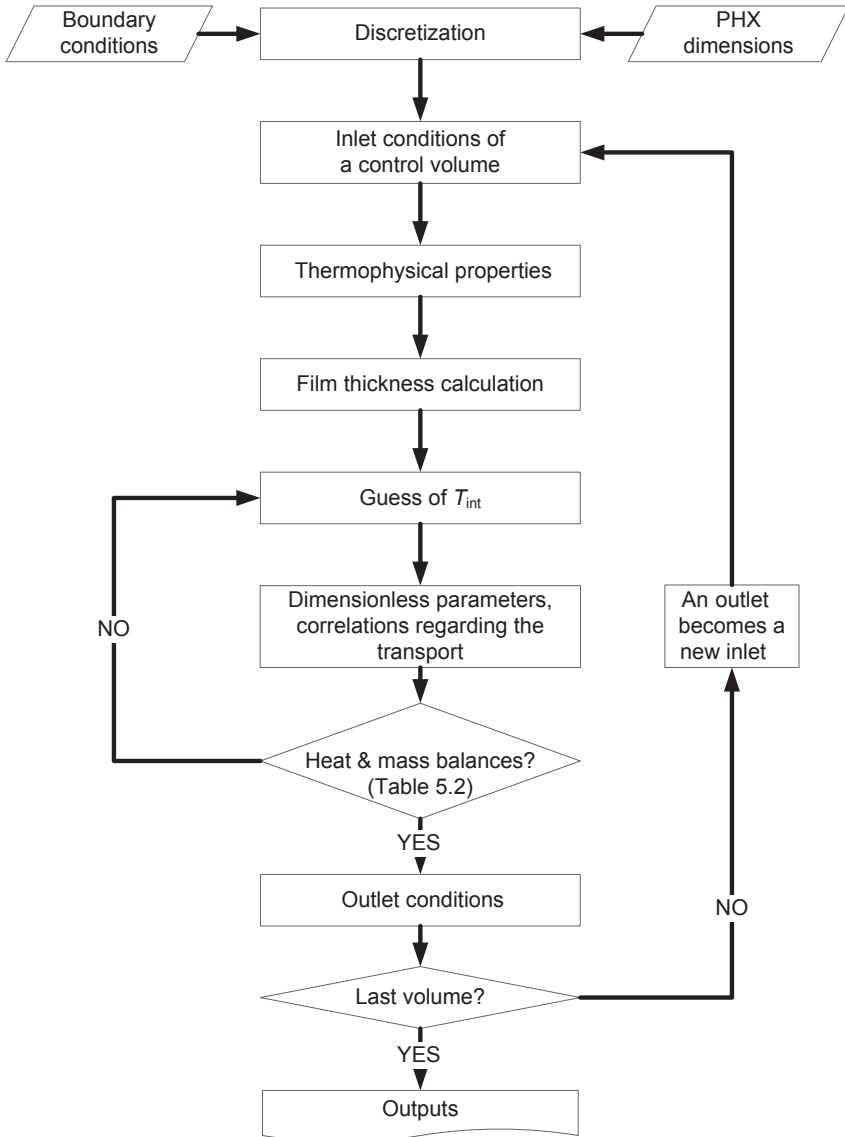 Boundary
conditions
Discretization
PHX
dimensions
Inlet conditions of
a control volume
Thermophysical properties
Film thickness calculation
Guess of Tint
Dimensionless parameters,
correlations regarding the
transport
An outlet
becomes a
new inlet
NO
Heat & mass balances?
(Table 5.2)
YES
Outlet conditions
NO
Last volume?
YES
Outputs